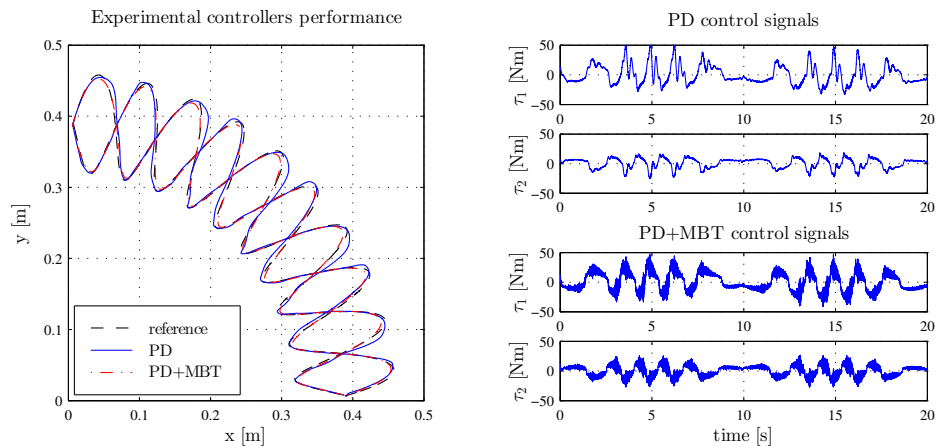 Experimental controllers performance
0.5
0.4
0.3
0.2
0.1
0
y [m]
reference
PD
PD+MBT
0 0.1 0.2 0.3 0.4 0.5
x [m]
PD control signals
50
0
−50
τ1 [Nm]
0 5 10 15 20
50
0
−50
τ2 [Nm]
0 5 10 15 20
PD+MBT control signals
50
0
−50
τ1 [Nm]
0 5 10 15 20
50
0
−50
τ2 [Nm]
0 5 10 15 20
time [s]